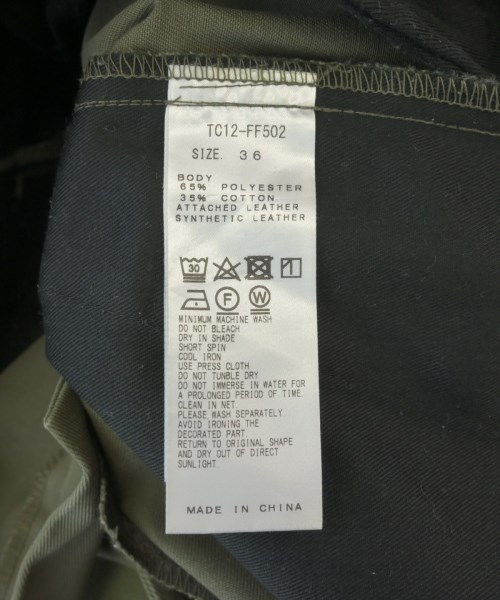 TC12-FF502
SIZE. 36
BODY
65% POLYESTER
35% COTTON
ATTACHED LEATHER
SYNTHETIC LEATHER
30
F W
MINIMUM MACHINE WASH
DO NOT BLEACH
DRY IN SHADE
SHORT SPIN
COOL IRON
USE PRESS CLOTH
DO NOT TUNBLE DRY
DO NOT IMMERSE IN WATER FOR
A PROLONGED PERIOD OF TIME
CLEAN IN NET
PLEASE WASH SEPARATELY
AVOID IRONING THE
DECORATED PART.
RETURN TO ORIGINAL SHAPE
AND DRY OUT OF DIRECT
SUNLIGHT
MADE IN CHINA